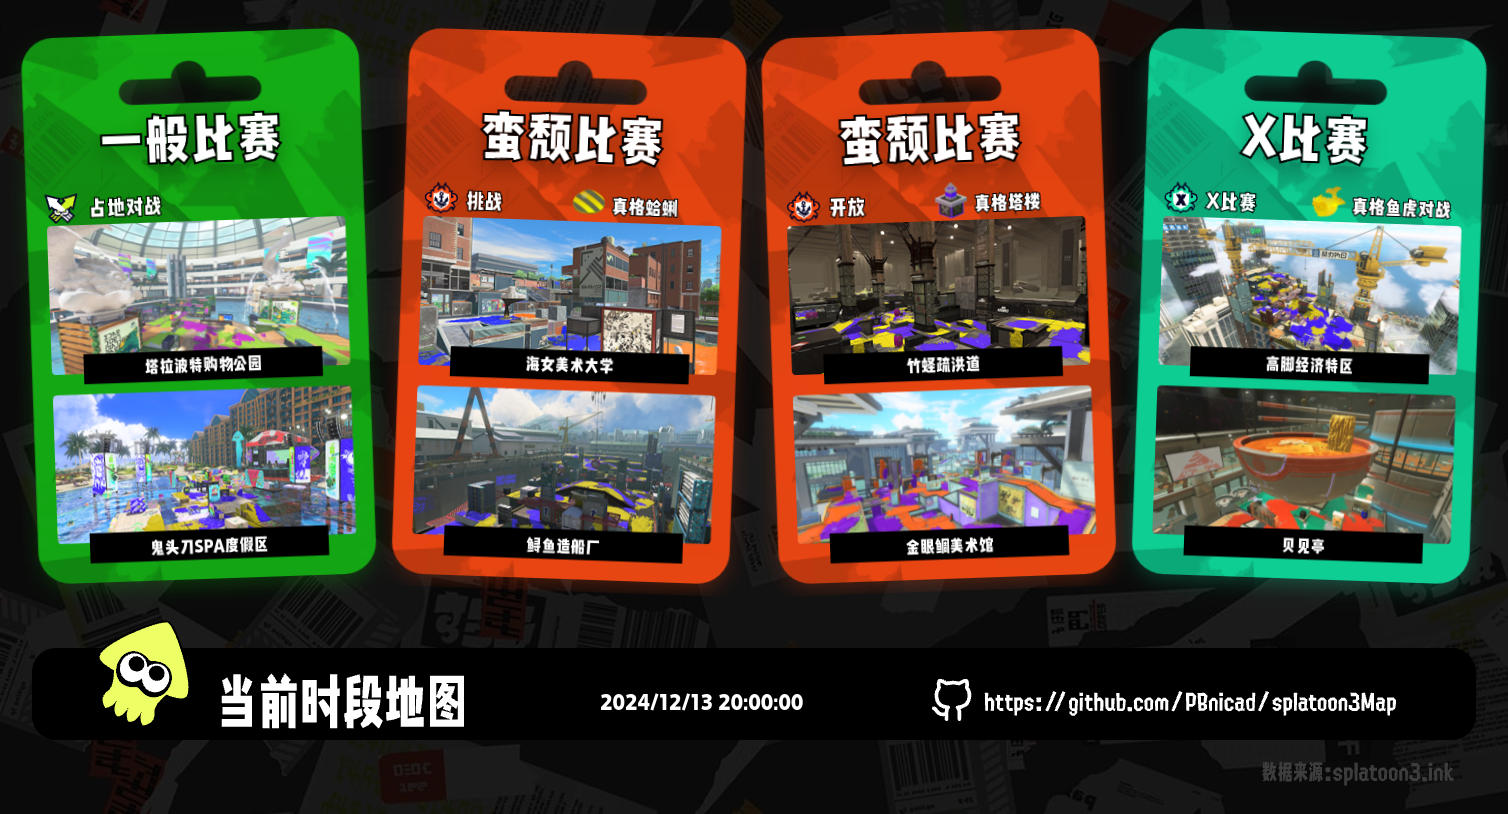 一般比赛
占地对战
塔拉波特购物公园
鬼头刀SPA度假区
蛮颓比赛
挑战
真格蛤蜊
海女美术大学
鲟鱼造船厂
蛮颓比赛
开放
真格塔楼
竹蛏疏洪道
金眼鲷美术馆
X比赛
X比赛
真格鱼虎对战
高脚经济特区
贝见亭
当前时段地图
2024/12/13 20:00:00
https://github.com/PBnicad/splatoon3Map
数据来源:splatoon3.ink